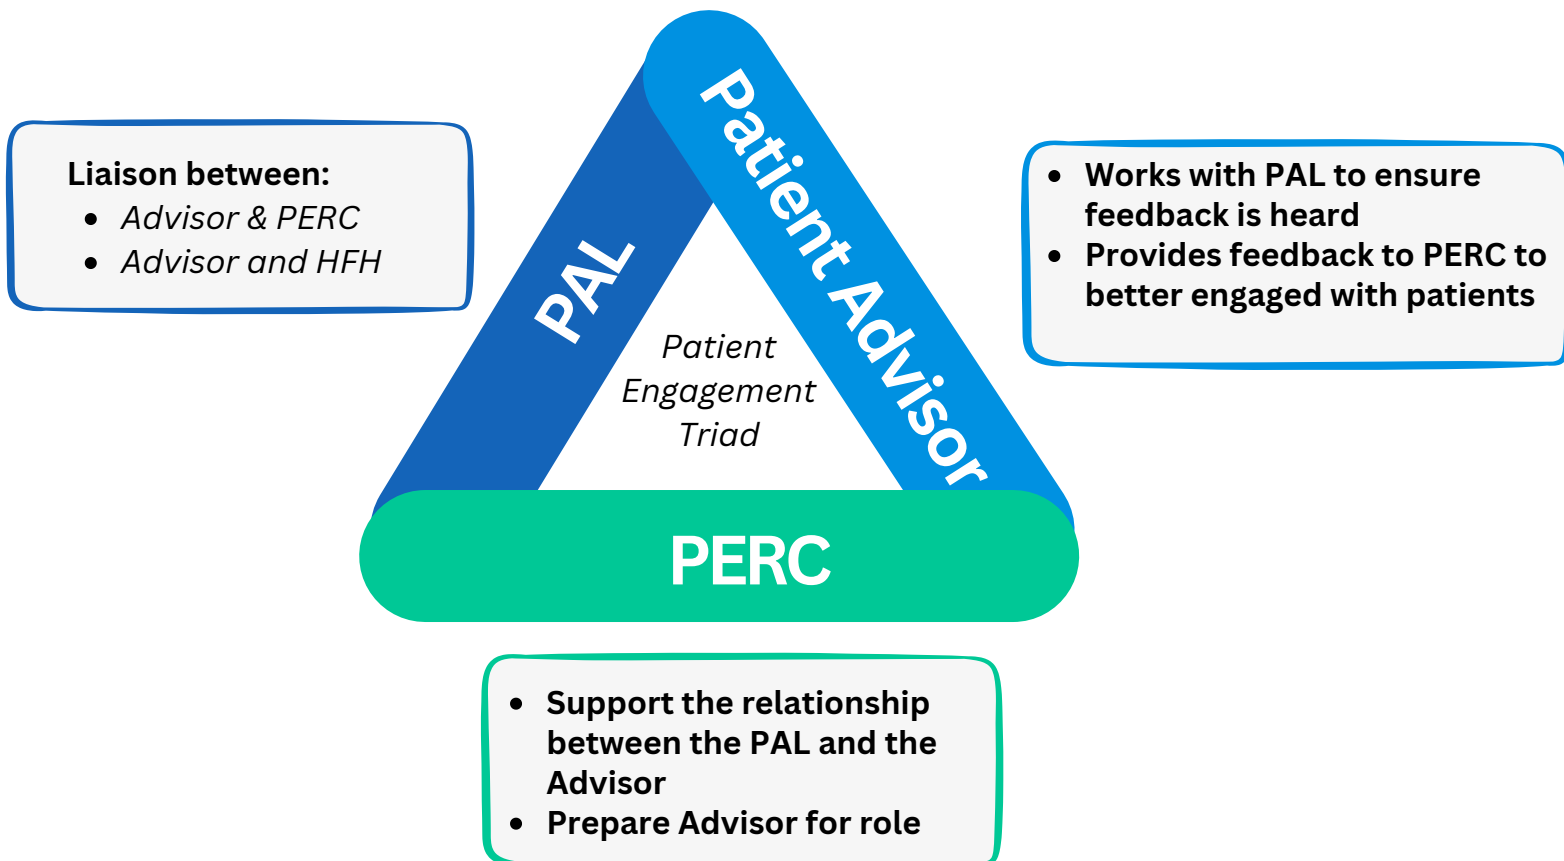 Patient Advisor
PAL
Liaison between:
• Advisor & PERC
• Advisor and HFH
• Works with PAL to ensure
feedback is heard
• Provides feedback to PERC to
better engaged with patients
Patient
Engagement
Triad
PERC
• Support the relationship
between the PAL and the
Advisor
• Prepare Advisor for role